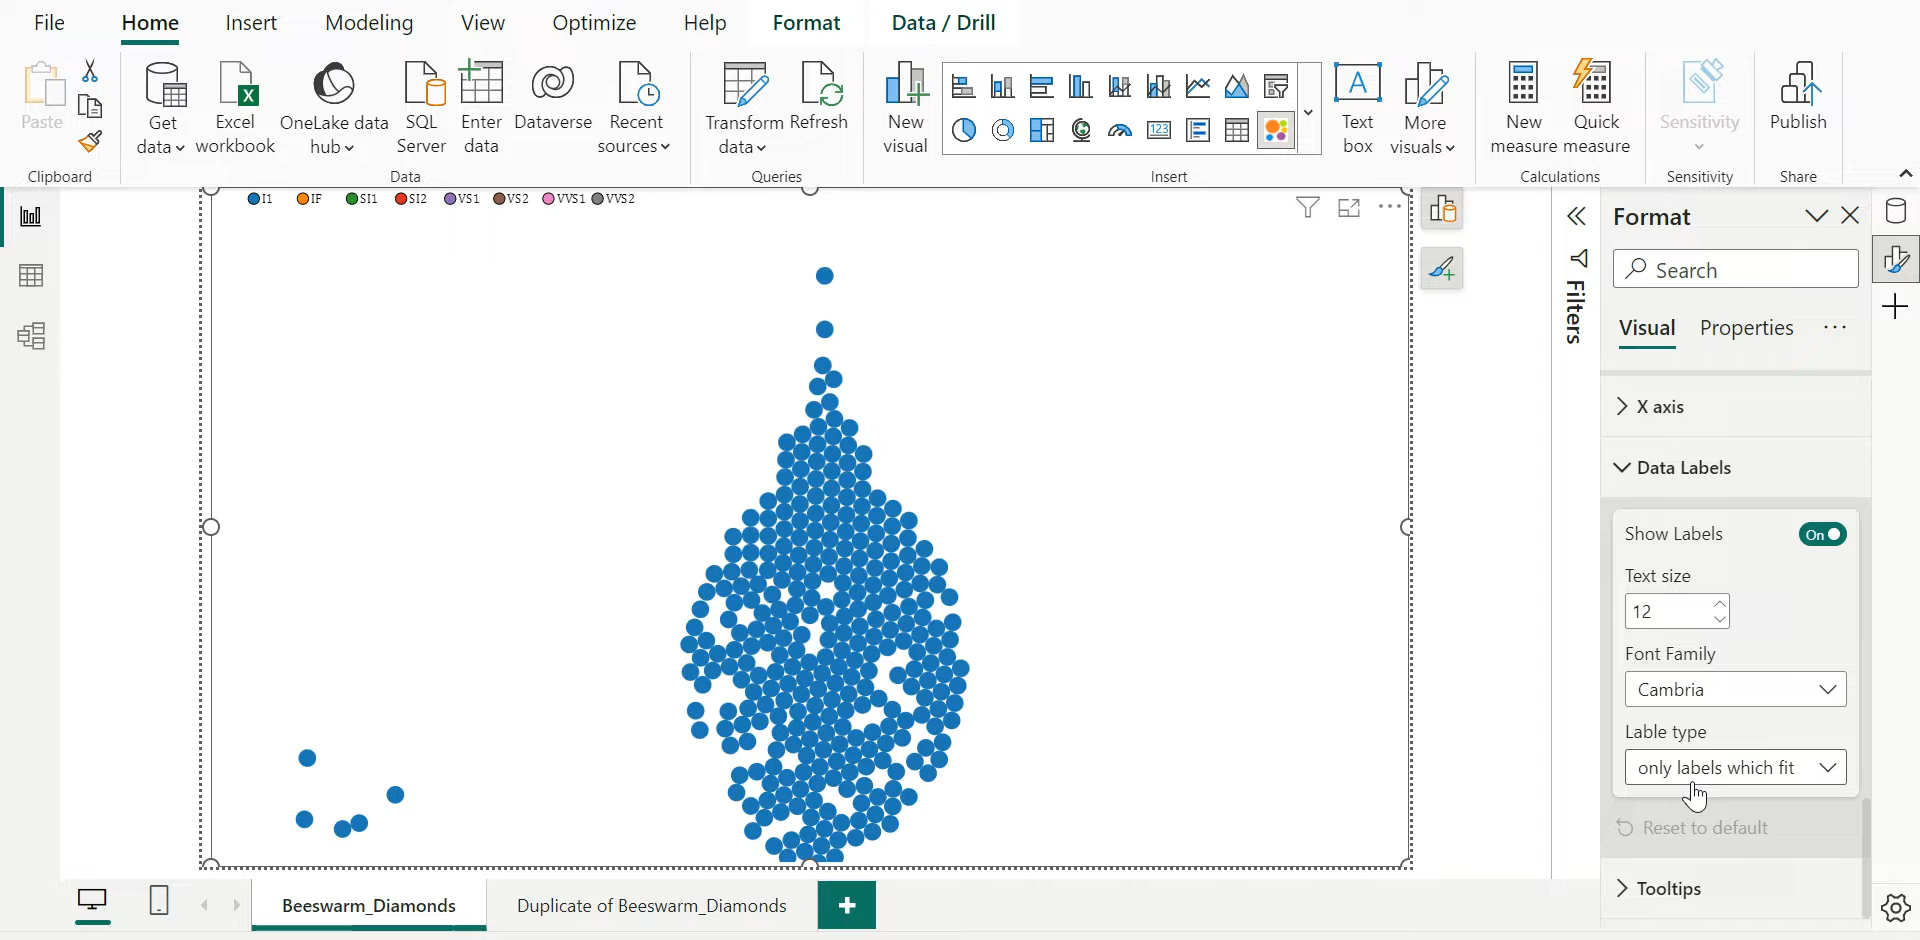 File Home Insert Modeling View Optimize Help Format Data / Drill
Paste
Get
data
Excel
workbook
OneLake data
hub
SQL
Server
Enter
data
Dataverse
Recent
sources
Transform
data
Refresh
New
visual
123
A
Text
box
More
visuals
New
measure
Quick
measure
Sensitivity
Publish
Clipboard Data Queries Insert Calculations Sensitivity Share
I1 IF SI1 SI2 VS1 VS2 VVS1 VVS2
Filters
Format
Search
Visual Properties
X axis
Data Labels
Show Labels On
Text size
12
Font Family
Cambria
Lable type
only labels which fit
Reset to default
Tooltips
Beeswarm_Diamonds Duplicate of Beeswarm_Diamonds